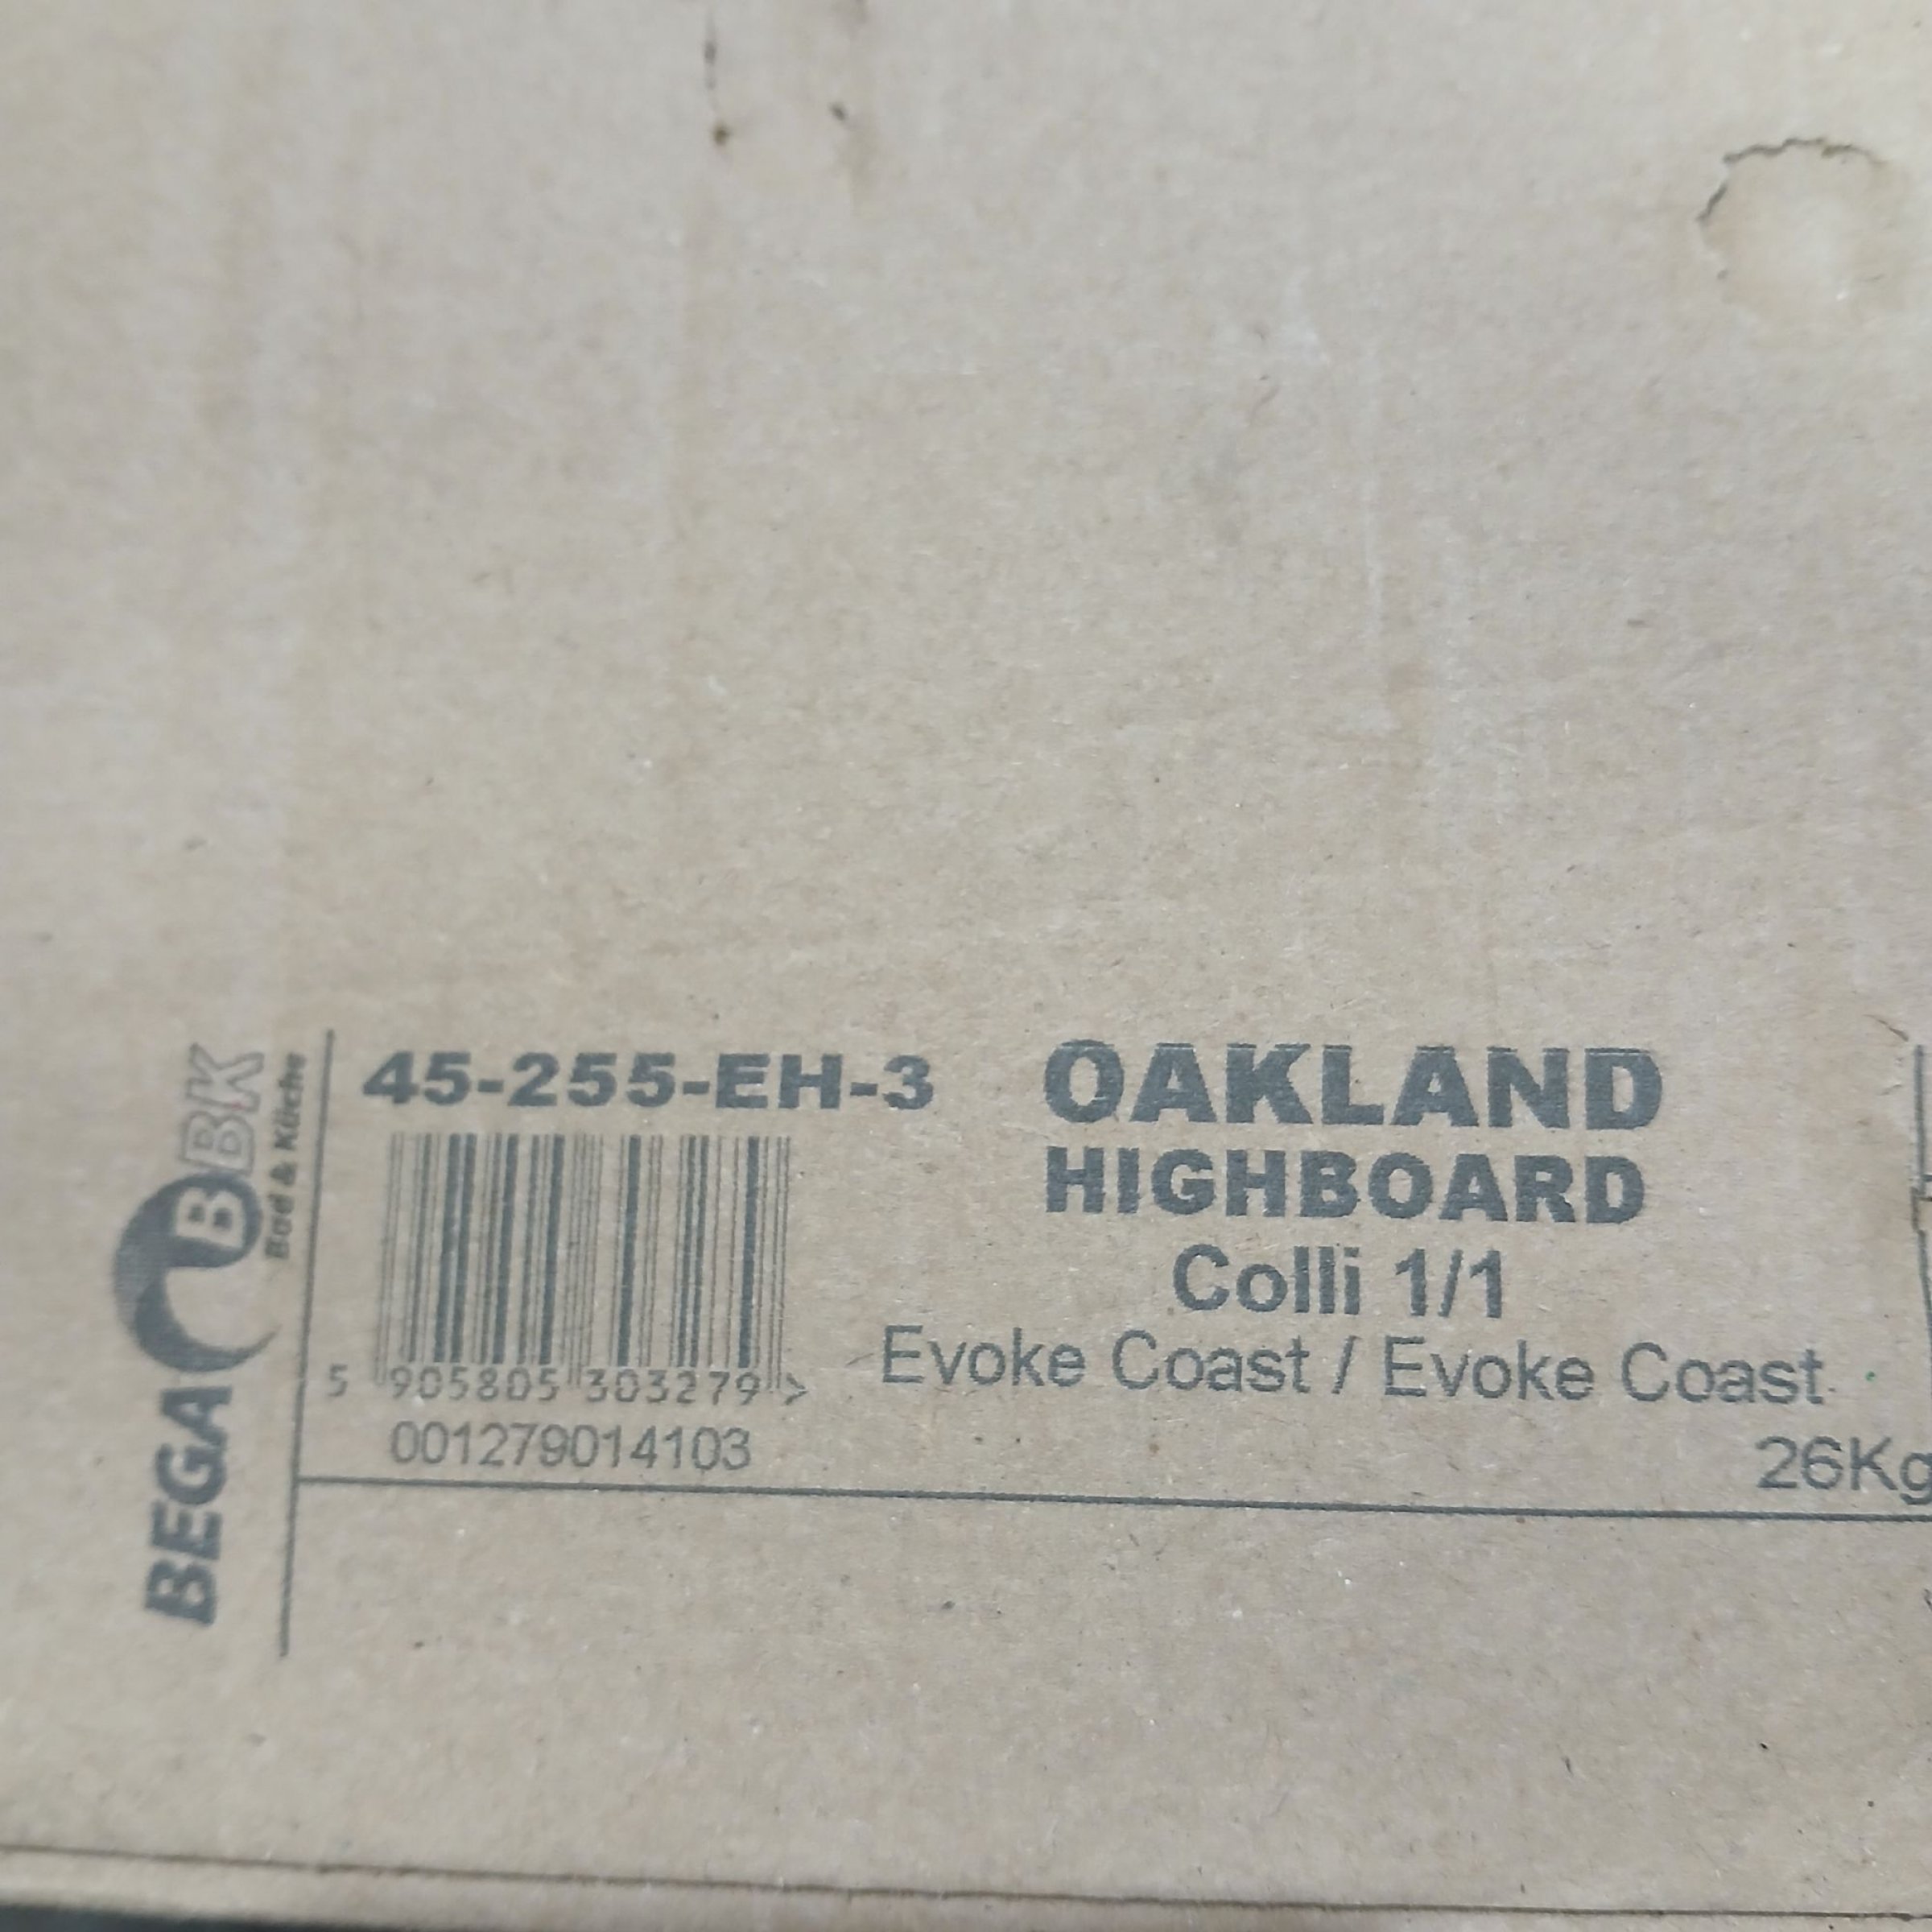 45-255-EH-3
5 905805 303279 >
001279014103
OAKLAND
HIGHBOARD
Colli 1/1
Evoke Coast / Evoke Coast
26Kg
BEGA
BBK
Bad & Küche